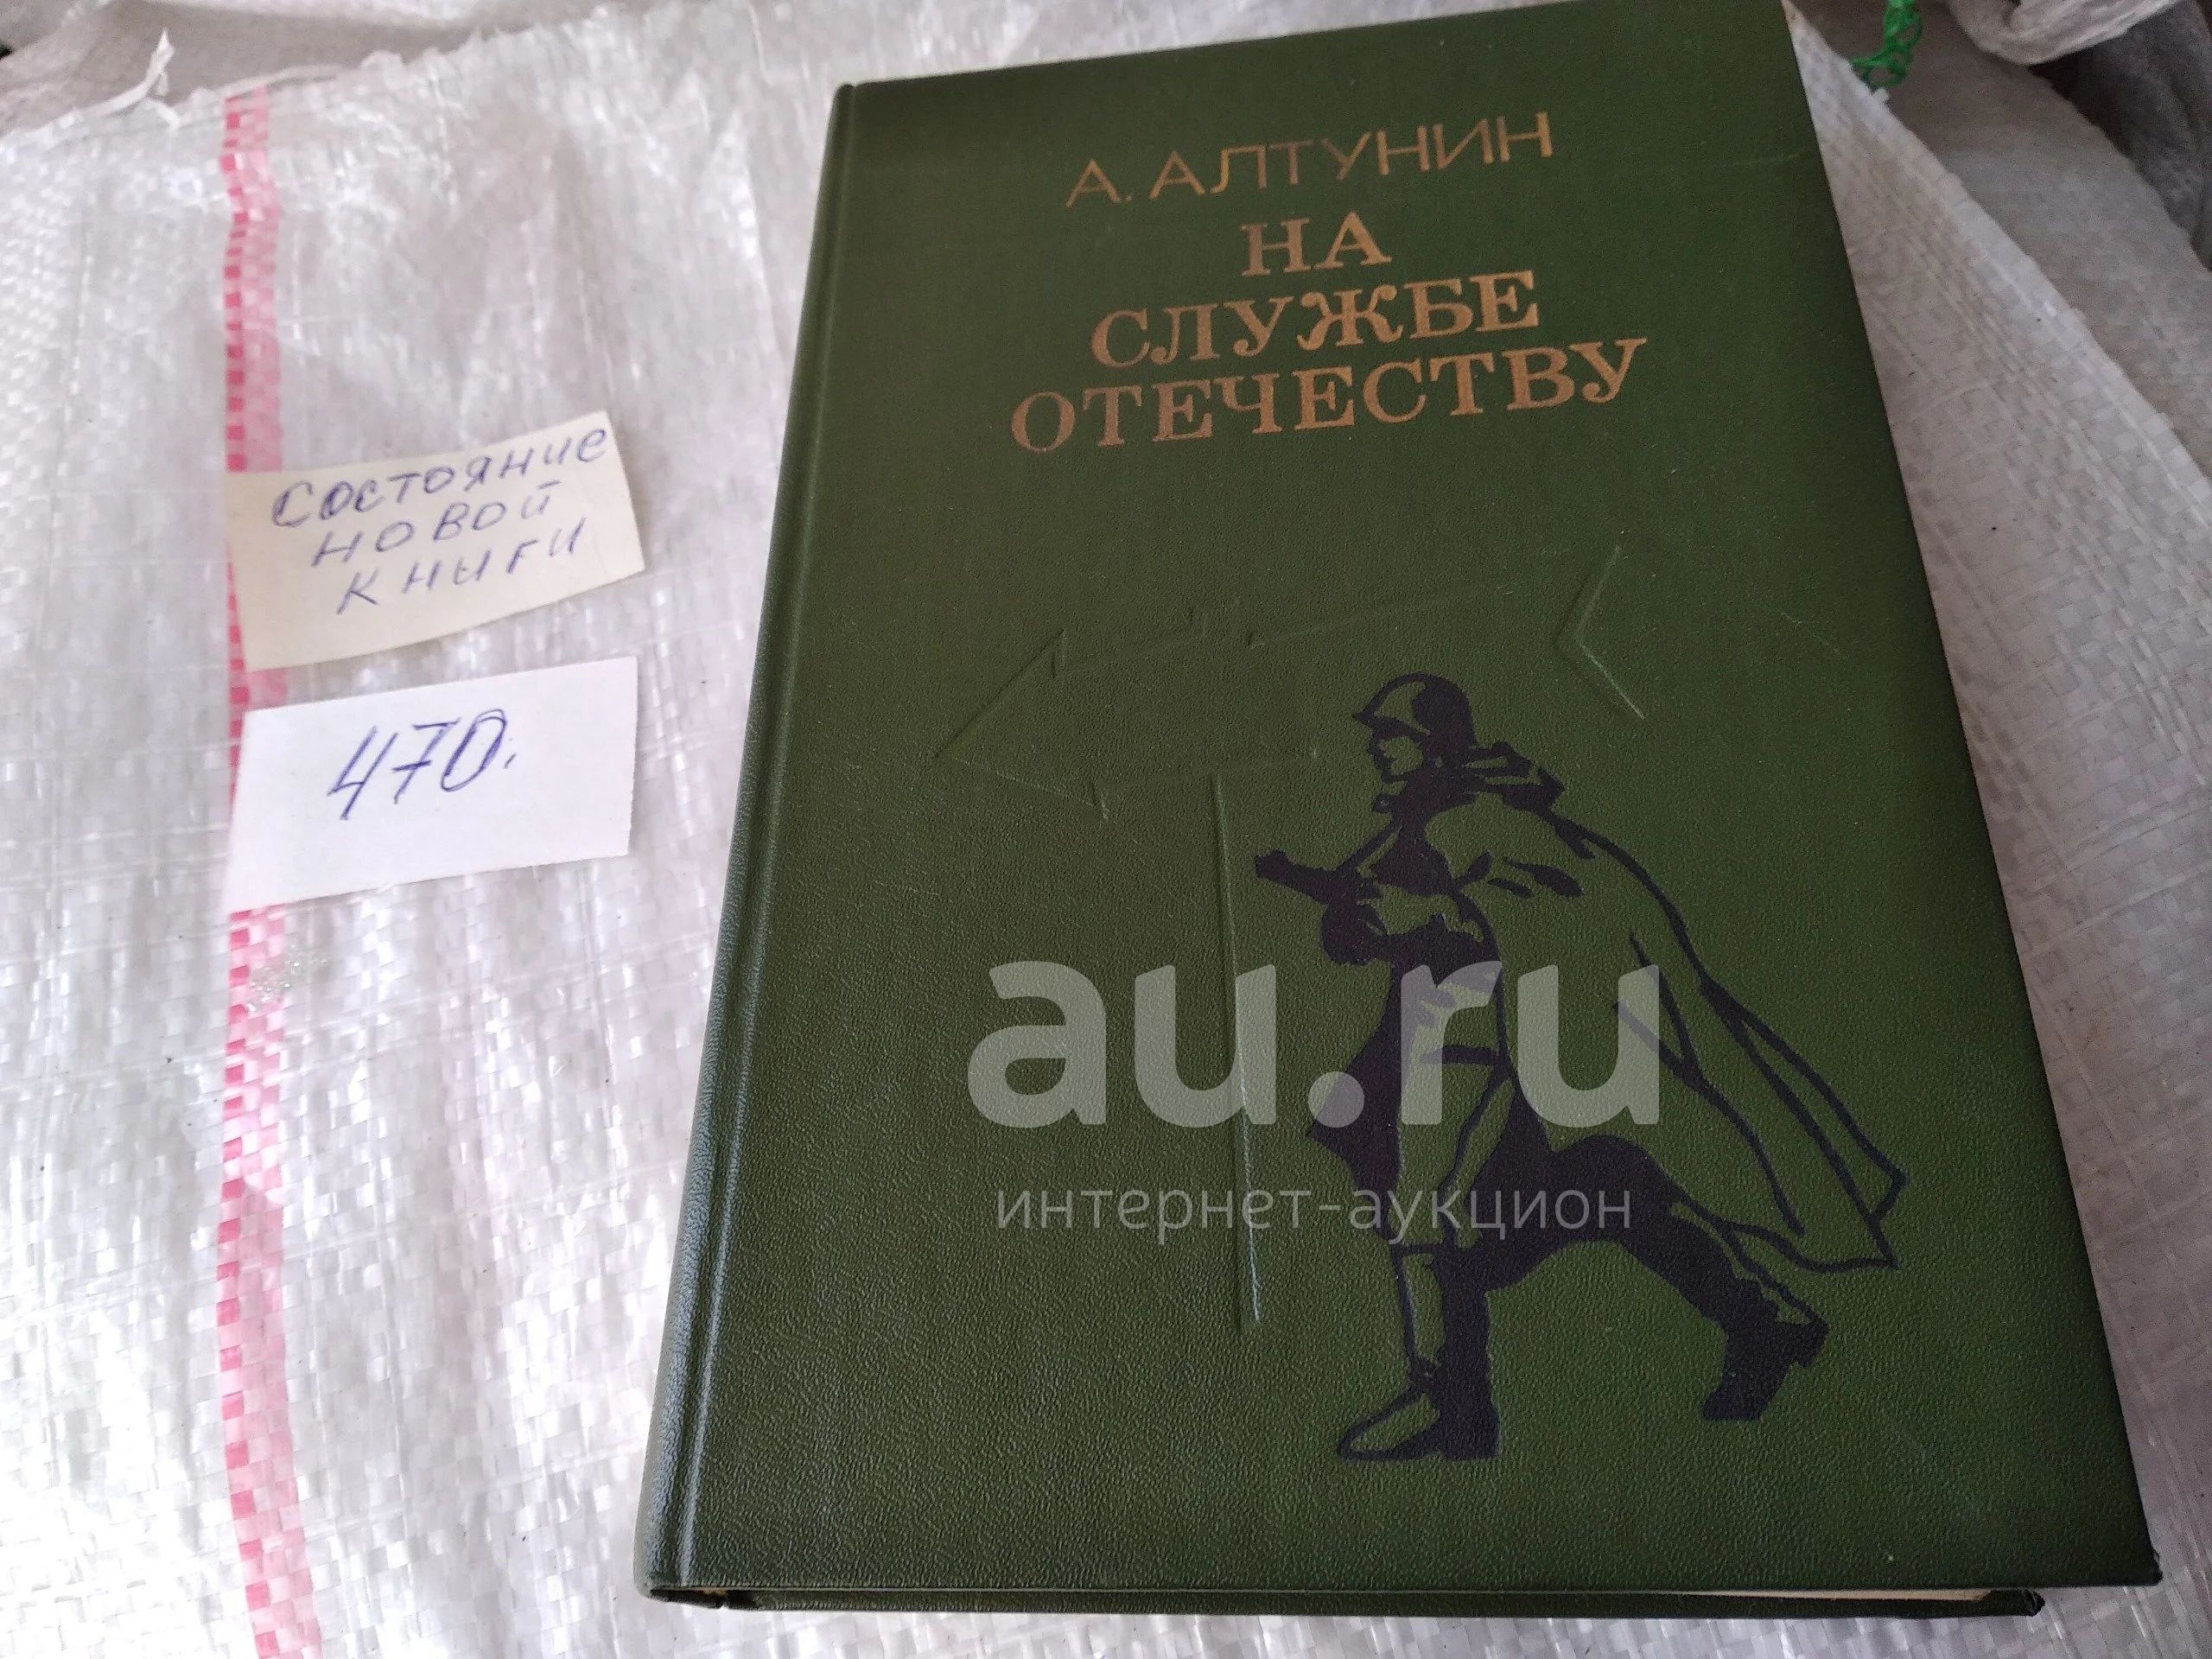 А. АЛТУНИН
НА
СЛУЖБЕ
ОТЕЧЕСТВУ
Состояние
новой
книги
470.
au.ru
интернет-аукцион